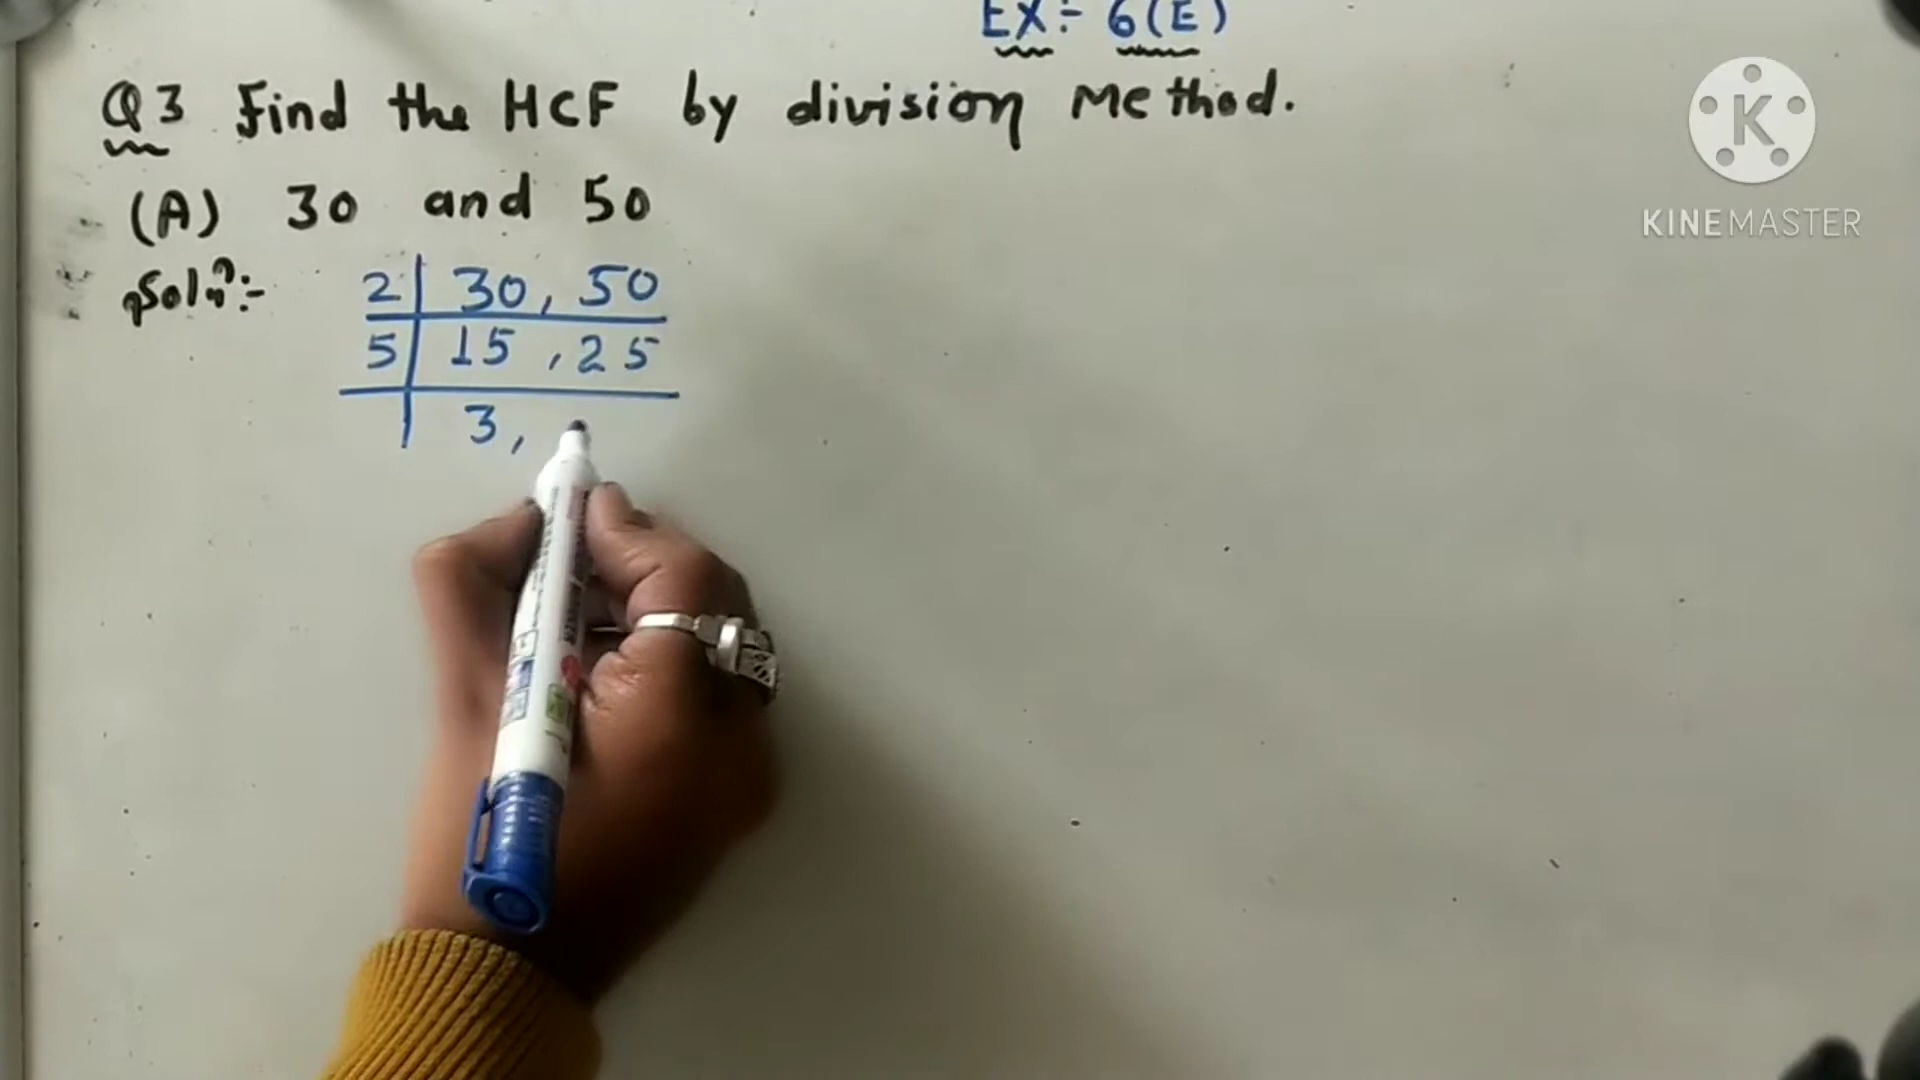 Ex:- 6(E)
Q3 Find the HCF by division Method.
(A) 30 and 50
Solⁿ:-
2 | 30, 50
5 | 15, 25
| 3,
K
KINEMASTER